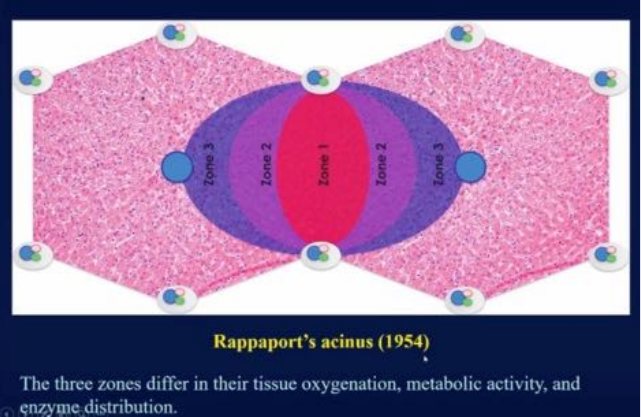 Zone 3
Zone 2
Zone 1
Zone 2
Zone 3
Rappaport's acinus (1954)
The three zones differ in their tissue oxygenation, metabolic activity, and
enzyme distribution.